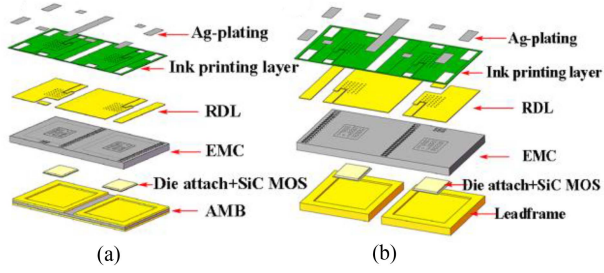 Ag-plating
Ink printing layer
RDL
EMC
Die attach+SiC MOS
AMB
(a)
Ag-plating
Ink printing layer
RDL
EMC
Die attach+SiC MOS
Leadframe
(b)